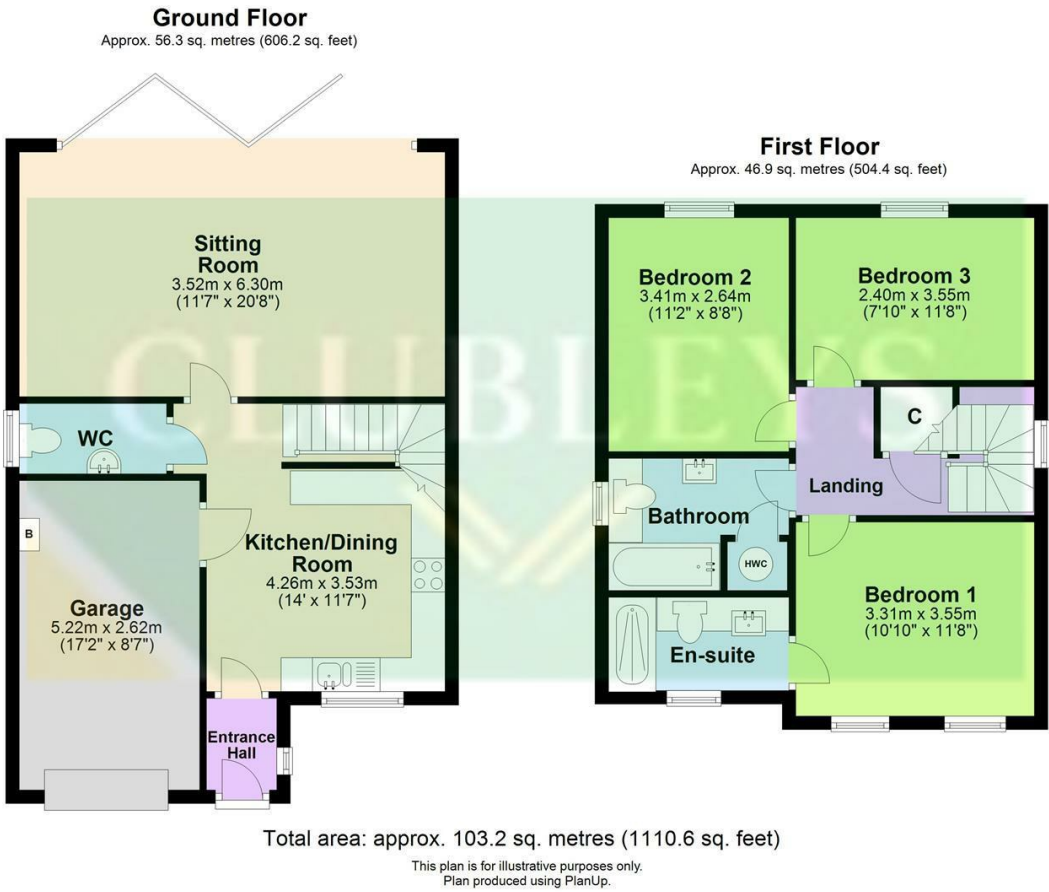 Ground Floor
Approx. 56.3 sq. metres (606.2 sq. feet)
Sitting
Room
3.52m x 6.30m
(11'7" x 20'8")
WC
B
Kitchen/Dining
Room
4.26m x 3.53m
(14' x 11'7")
Garage
5.22m x 2.62m
(17'2" x 8'7")
Entrance
Hall
First Floor
Approx. 46.9 sq. metres (504.4 sq. feet)
Bedroom 2
3.41m x 2.64m
(11'2" x 8'8")
Bedroom 3
2.40m x 3.55m
(7'10" x 11'8")
C
Landing
Bathroom
HWC
Bedroom 1
3.31m x 3.55m
(10'10" x 11'8")
En-suite
CLUBLEYS
Total area: approx. 103.2 sq. metres (1110.6 sq. feet)
This plan is for illustrative purposes only.
Plan produced using PlanUp.